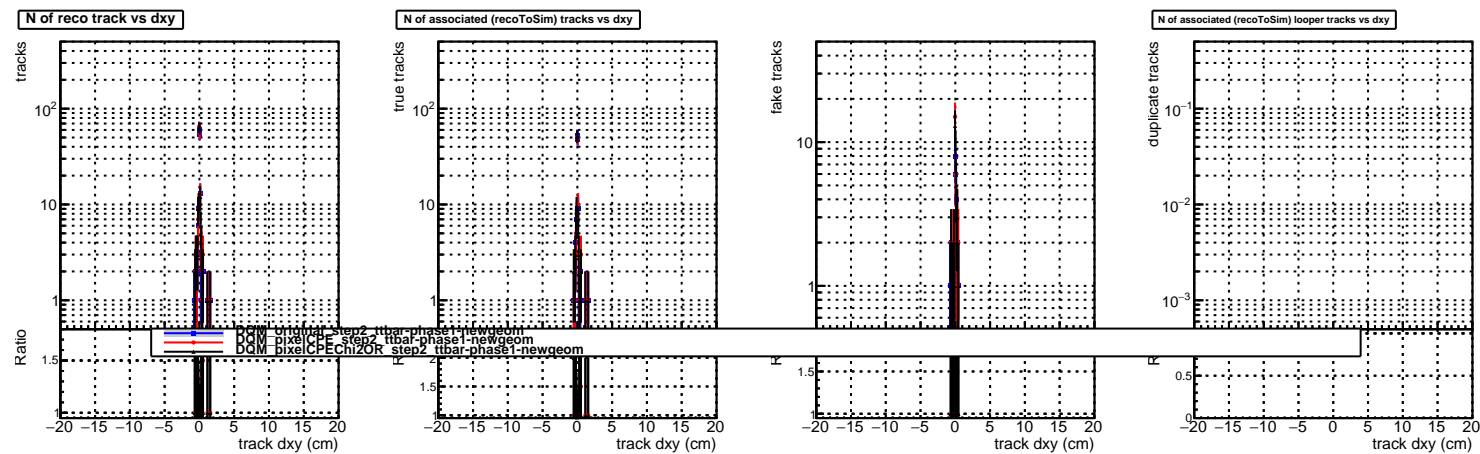 N of reco track vs dxy
tracks
10²
10
1
Ratio
1.5
1
−20 −15 −10 −5 0 5 10 15 20
track dxy (cm)
N of associated (recoToSim) tracks vs dxy
true tracks
10²
10
1
2
1.5
1
−20 −15 −10 −5 0 5 10 15 20
track dxy (cm)
fake tracks
10
1
1.5
1
−20 −15 −10 −5 0 5 10 15 20
track dxy (cm)
N of associated (recoToSim) looper tracks vs dxy
duplicate tracks
10⁻¹
10⁻²
10⁻³
0.5
0
−20 −15 −10 −5 0 5 10 15 20
track dxy (cm)
DQM_original_step2_ttbar-phase1-newgeom
DQM_pixelCPE_step2_ttbar-phase1-newgeom
DQM_pixelCPEChi2OR_step2_ttbar-phase1-newgeom